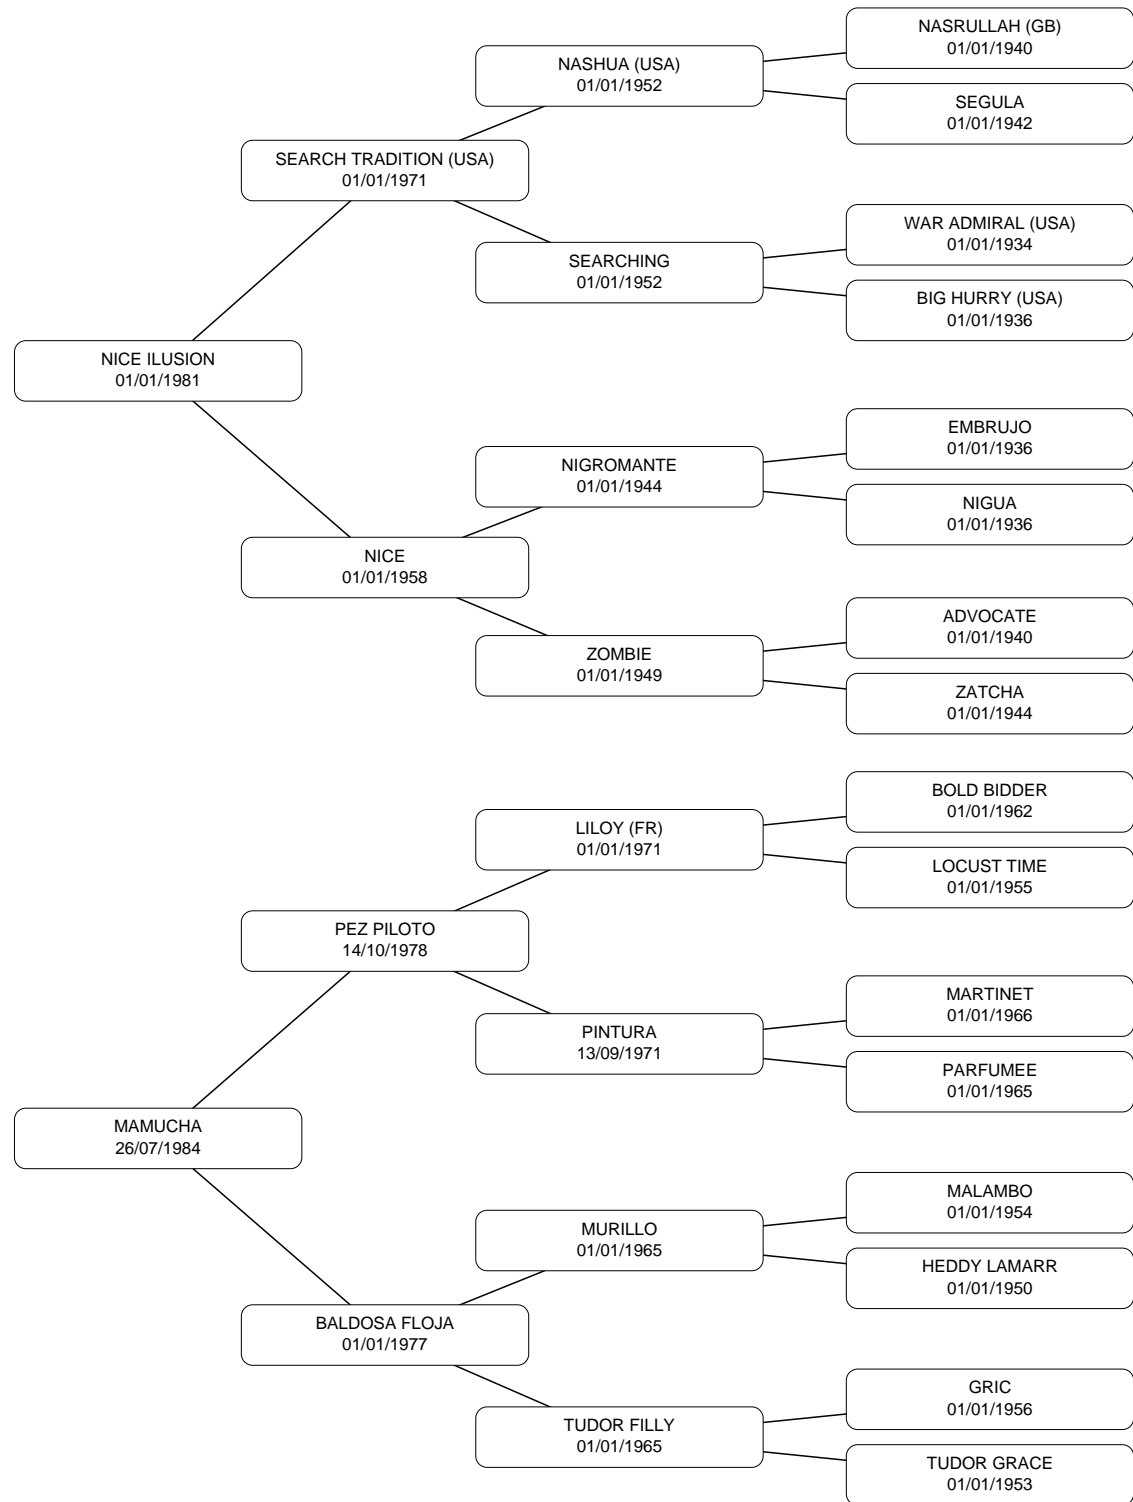 NASRULLAH (GB)
01/01/1940
NASHUA (USA)
01/01/1952
SEGULA
01/01/1942
SEARCH TRADITION (USA)
01/01/1971
WAR ADMIRAL (USA)
01/01/1934
SEARCHING
01/01/1952
BIG HURRY (USA)
01/01/1936
NICE ILUSION
01/01/1981
EMBRUJO
01/01/1936
NIGROMANTE
01/01/1944
NIGUA
01/01/1936
NICE
01/01/1958
ADVOCATE
01/01/1940
ZOMBIE
01/01/1949
ZATCHA
01/01/1944
BOLD BIDDER
01/01/1962
LILOY (FR)
01/01/1971
LOCUST TIME
01/01/1955
PEZ PILOTO
14/10/1978
MARTINET
01/01/1966
PINTURA
13/09/1971
PARFUMEE
01/01/1965
MAMUCHA
26/07/1984
MALAMBO
01/01/1954
MURILLO
01/01/1965
HEDDY LAMARR
01/01/1950
BALDOSA FLOJA
01/01/1977
GRIC
01/01/1956
TUDOR FILLY
01/01/1965
TUDOR GRACE
01/01/1953